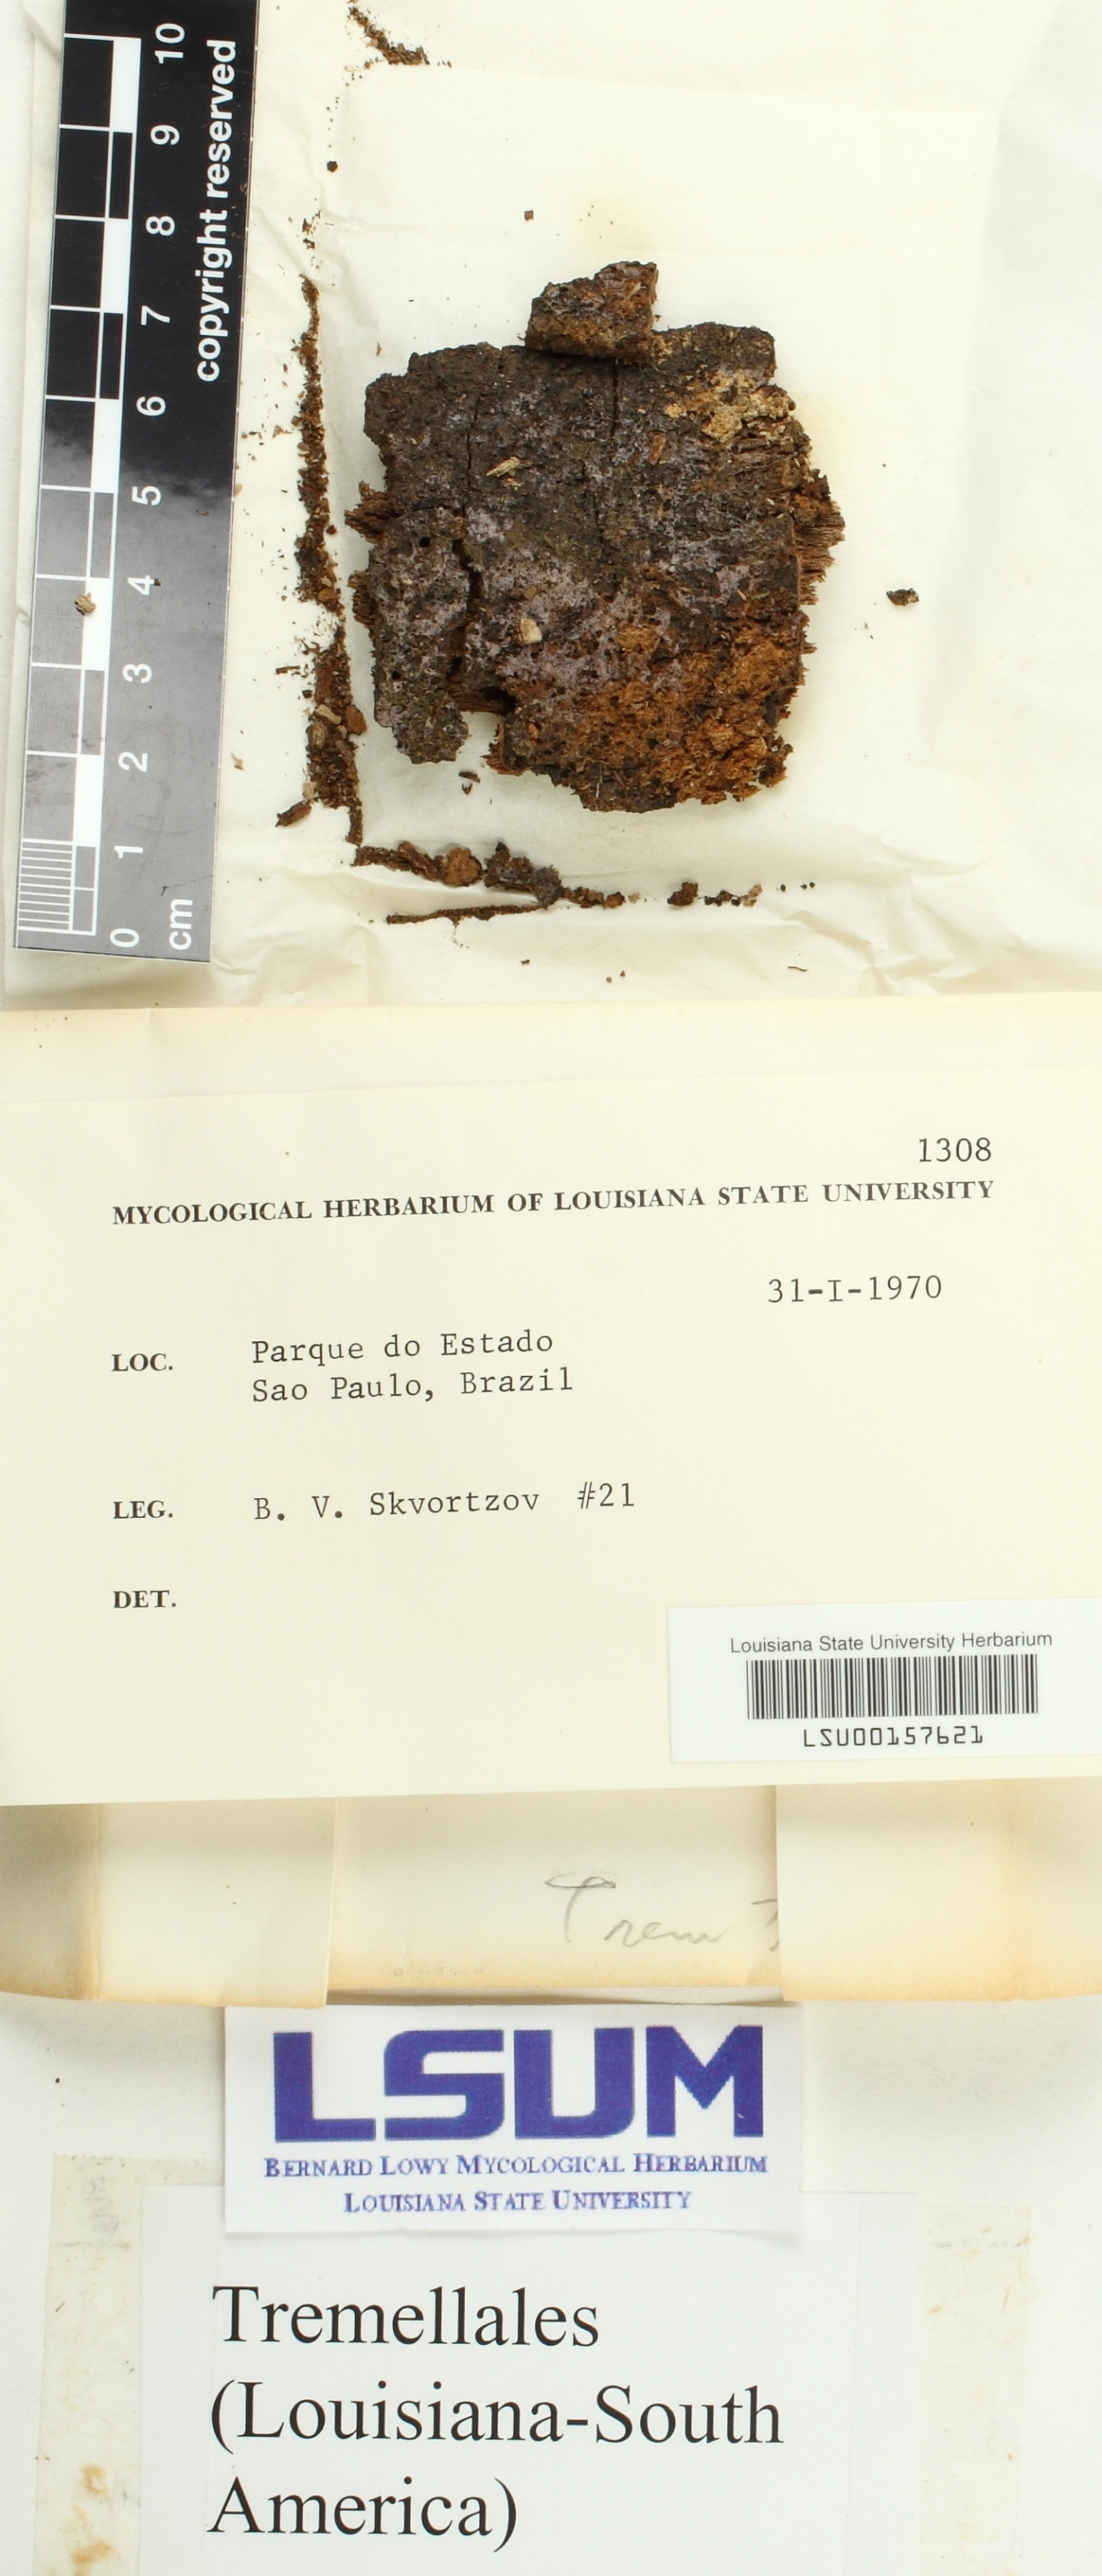 10
9
8
7
6
5
4
3
2
1
0
cm
copyright reserved
1308
MYCOLOGICAL HERBARIUM OF LOUISIANA STATE UNIVERSITY
31-I-1970
LOC. Parque do Estado
Sao Paulo, Brazil
LEG. B. V. Skvortzov #21
DET.
Louisiana State University Herbarium
LSU00157621
Trem
LSUM
BERNARD LOWY MYCOLOGICAL HERBARIUM
LOUISIANA STATE UNIVERSITY
Tremellales
(Louisiana-South
America)